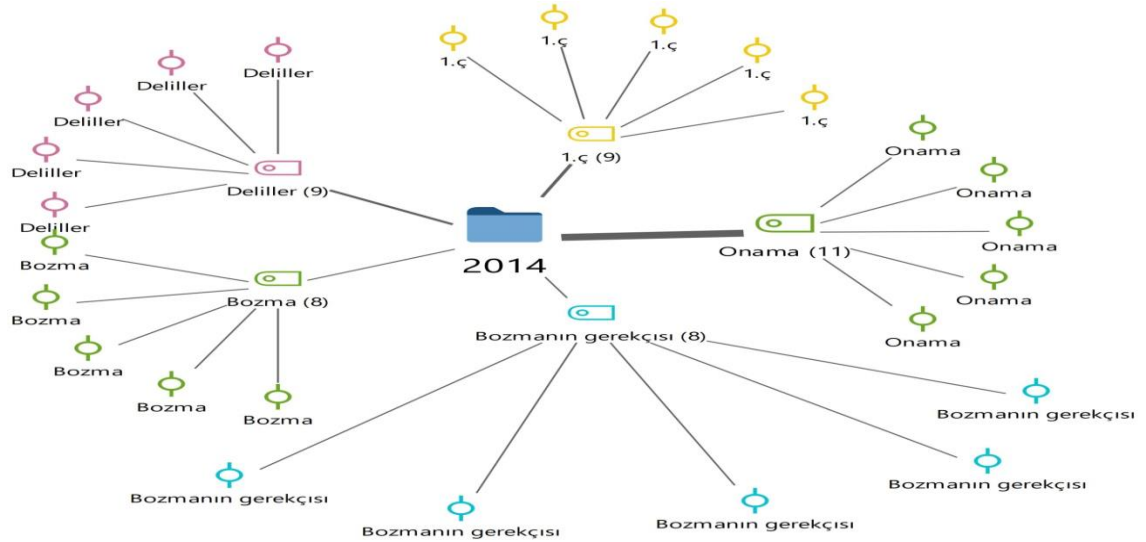 1.ç
1.ç
1.ç
1.ç
1.ç
1.ç (9)
Deliller
Deliller
Deliller
Deliller
Deliller
Deliller (9)
Onama
Onama
Onama
Onama
Onama
Onama (11)
2014
Bozma
Bozma
Bozma
Bozma
Bozma
Bozma (8)
Bozmanın gerekçısı (8)
Bozmanın gerekçısı
Bozmanın gerekçısı
Bozmanın gerekçısı
Bozmanın gerekçısı
Bozmanın gerekçısı